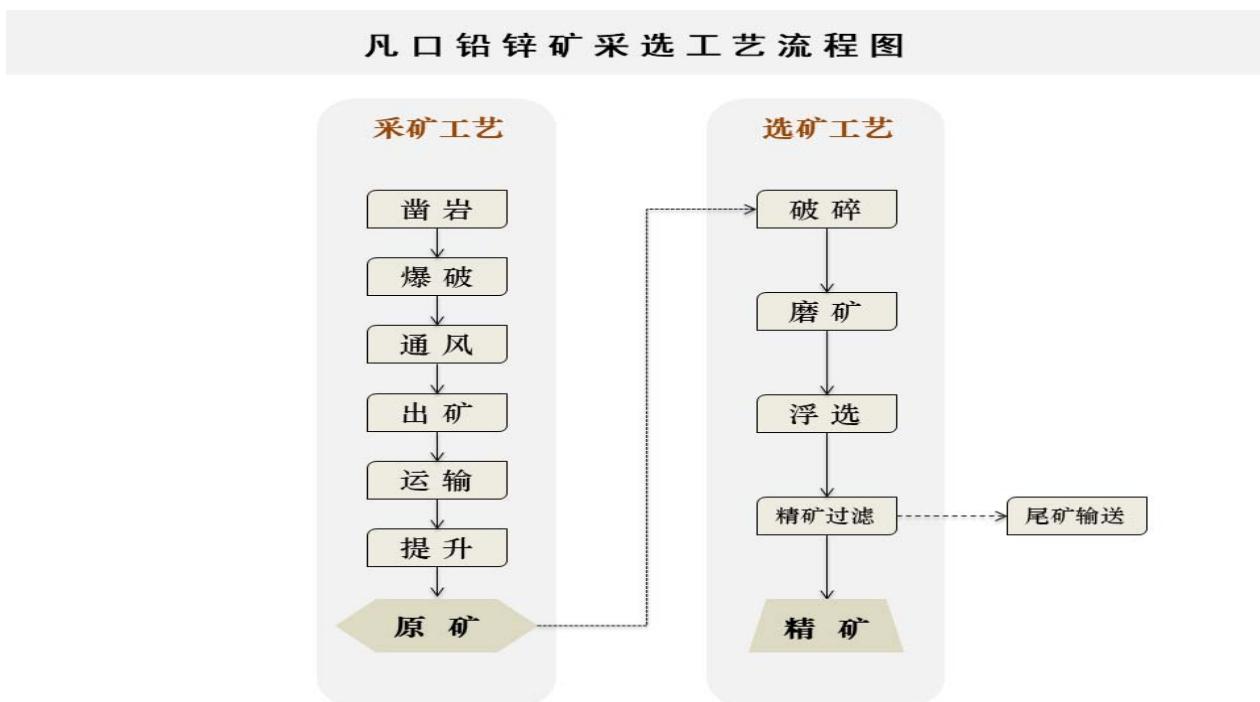 凡口铅锌矿采选工艺流程图
采矿工艺
凿岩
爆破
通风
出矿
运输
提升
原矿
选矿工艺
破碎
磨矿
浮选
精矿过滤
尾矿输送
精矿